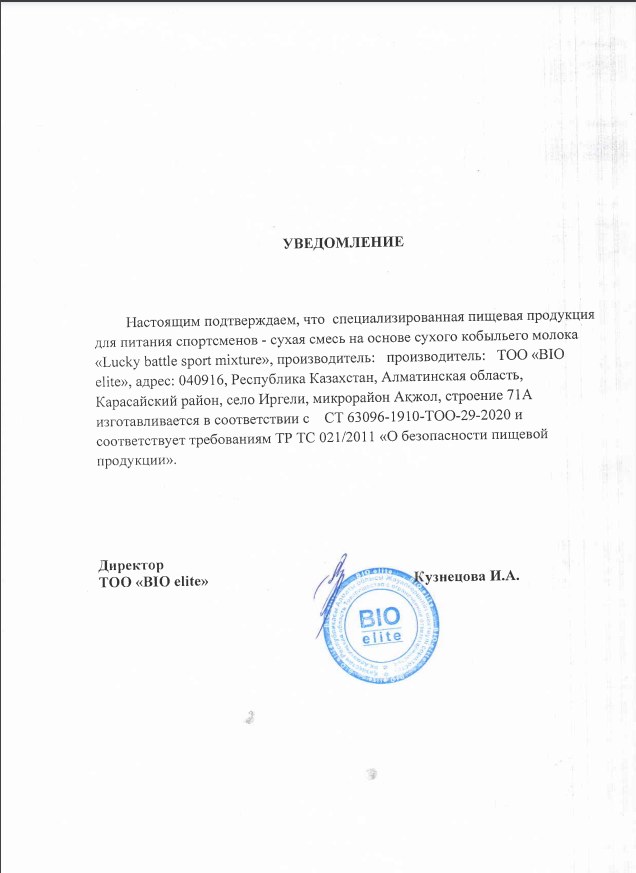 УВЕДОМЛЕНИЕ
Настоящим подтверждаем, что специализированная пищевая продукция
для питания спортсменов - сухая смесь на основе сухого кобыльего молока
«Lucky battle sport mixture», производитель: производитель: ТОО «BIO
elite», адрес: 040916, Республика Казахстан, Алматинская область,
Карасайский район, село Иргели, микрорайон Ақжол, строение 71А
изготавливается в соответствии с СТ 63096-1910-ТОО-29-2020 и
соответствует требованиям ТР ТС 021/2011 «О безопасности пищевой
продукции».
Директор
ТОО «BIO elite»
Кузнецова И.А.
BIO elite
BIO
elite